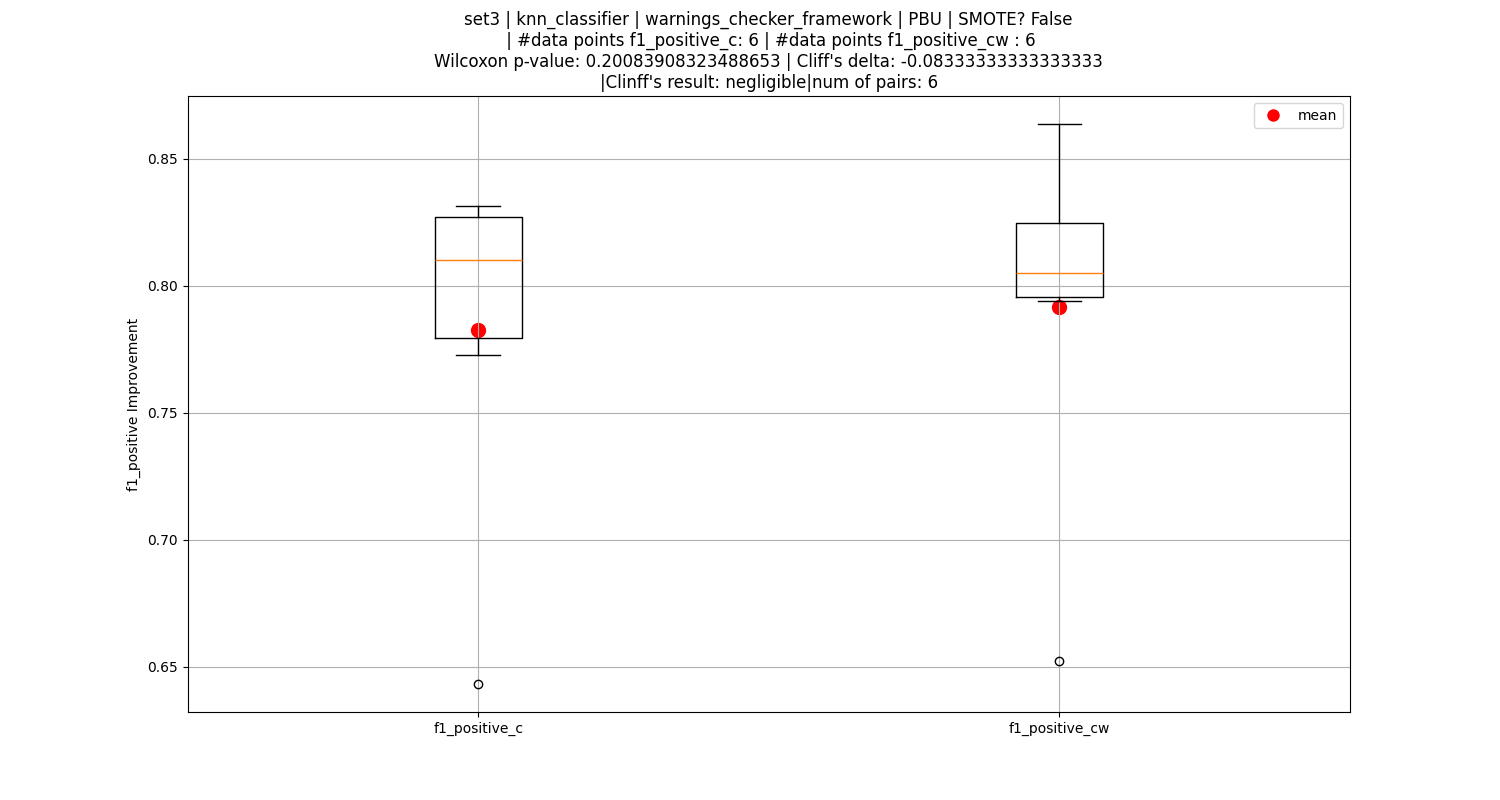 set3 | knn_classifier | warnings_checker_framework | PBU | SMOTE? False
| #data points f1_positive_c: 6 | #data points f1_positive_cw : 6
Wilcoxon p-value: 0.20083908323488653 | Cliff's delta: -0.08333333333333333
|Clinff's result: negligible|num of pairs: 6
mean
0.85
0.80
0.75
0.70
0.65
f1_positive Improvement
f1_positive_c
f1_positive_cw